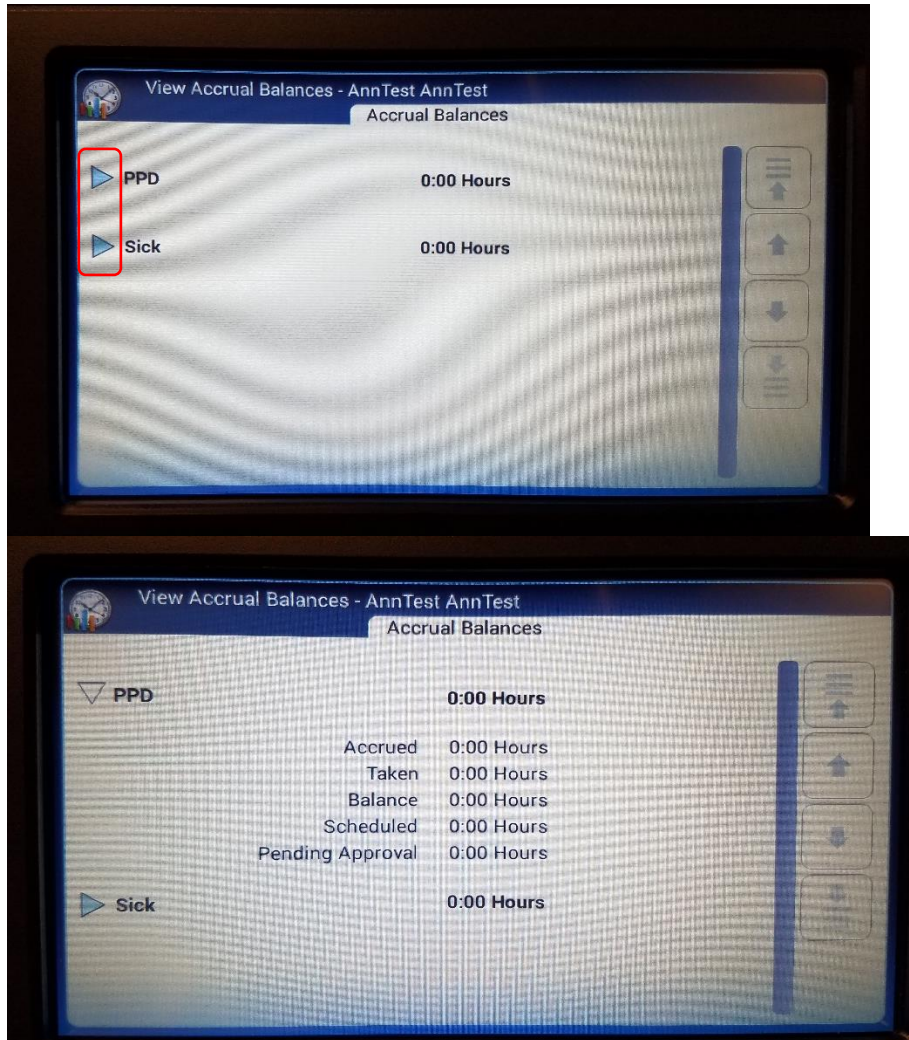 View Accrual Balances - AnnTest AnnTest
Accrual Balances
PPD 0:00 Hours
Sick 0:00 Hours
View Accrual Balances - AnnTest AnnTest
Accrual Balances
PPD 0:00 Hours
Accrued 0:00 Hours
Taken 0:00 Hours
Balance 0:00 Hours
Scheduled 0:00 Hours
Pending Approval 0:00 Hours
Sick 0:00 Hours